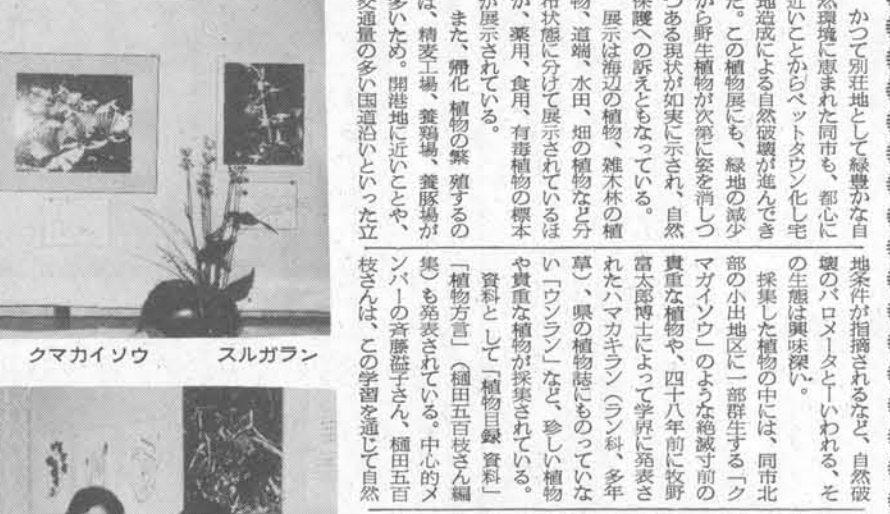 かつて別荘地として緑豊かな自
然環境に恵まれた同市も、都心に
近いことからベットタウン化し宅
地造成による自然破壊が進んでき
た。この植物展にも、緑地の減少
から野生植物が次第に姿を消しつ
つある現状が如実に示され、自然
保護への訴えともなっている。
展示は海辺の植物、雑木林の植
物、道端、水田、畑の植物など分
布状態に分けて展示されているほ
か、薬用、食用、有毒植物の標本
が展示されている。
また、帰化 植物の繁 殖するの
は、精麦工場、養鶏場、養豚場が
多いため。開港地に近いことや、
交通量の多い国道沿いといった立
地条件が指摘されるなど、自然破
壊のバロメータとーいわれる、そ
の生態は興味深い。
採集した植物の中には、同市北
部の小出地区に一部群生する「ク
マガイソウ」のような絶滅寸前の
貴重な植物や、四十八年前に牧野
富太郎博士によって学界に発表さ
れたハマカキラン（ラン科、多年
草）、県の植物誌にものっていな
い「ウンラン」など、珍しい植物
や貴重な植物が採集されている。
資料と して「植物目録 資料」
「植物方言」（樋田五百枝さん編
集）も発表されている。中心的メ
ンバーの斉藤溢子さん、樋田五百
枝さんは、この学習を通じて自然
クマカイソウ
スルガラン